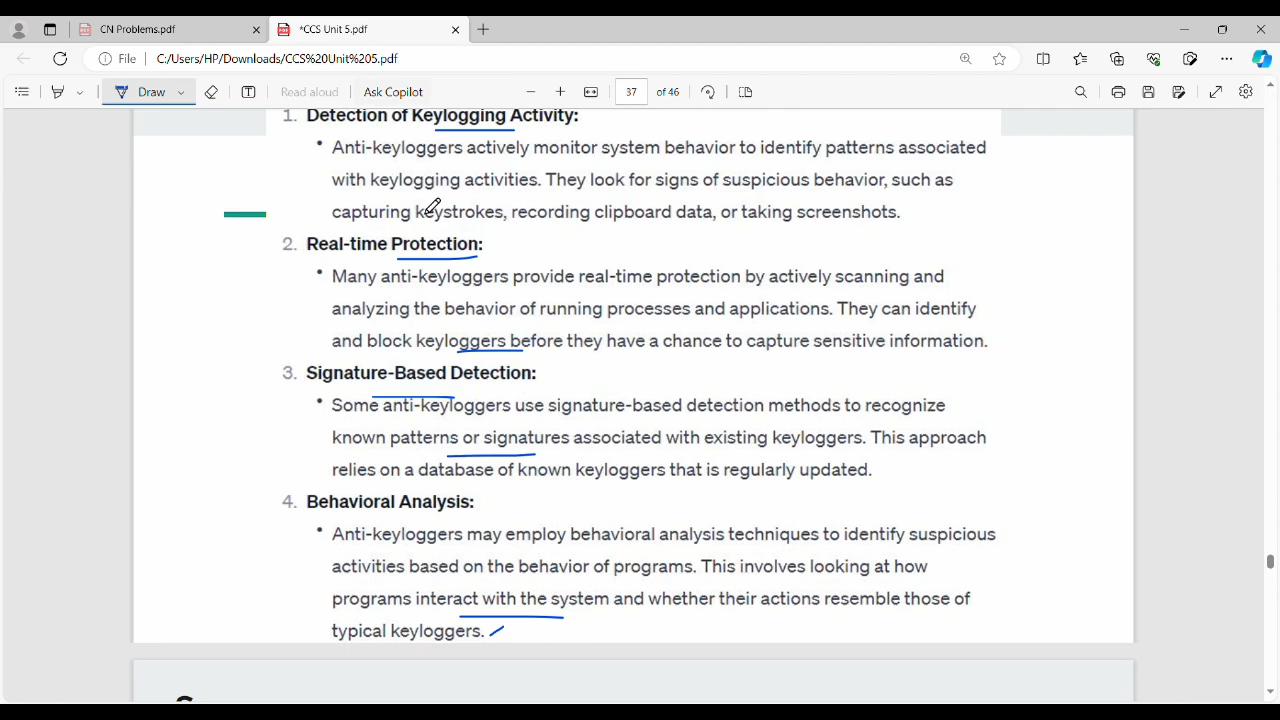 CN Problems.pdf
*CCS Unit 5.pdf
File
C:/Users/HP/Downloads/CCS%20Unit%205.pdf
Draw
Read aloud
Ask Copilot
37
of 46
1. Detection of Keylogging Activity:
• Anti-keyloggers actively monitor system behavior to identify patterns associated
with keylogging activities. They look for signs of suspicious behavior, such as
capturing keystrokes, recording clipboard data, or taking screenshots.
2. Real-time Protection:
• Many anti-keyloggers provide real-time protection by actively scanning and
analyzing the behavior of running processes and applications. They can identify
and block keyloggers before they have a chance to capture sensitive information.
3. Signature-Based Detection:
• Some anti-keyloggers use signature-based detection methods to recognize
known patterns or signatures associated with existing keyloggers. This approach
relies on a database of known keyloggers that is regularly updated.
4. Behavioral Analysis:
• Anti-keyloggers may employ behavioral analysis techniques to identify suspicious
activities based on the behavior of programs. This involves looking at how
programs interact with the system and whether their actions resemble those of
typical keyloggers.